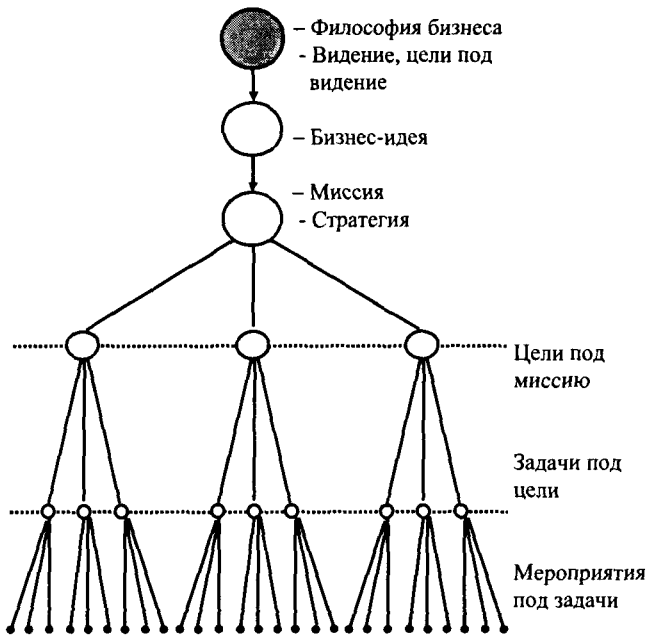 – Философия бизнеса
- Видение, цели под
видение
– Бизнес-идея
– Миссия
- Стратегия
Цели под
миссию
Задачи под
цели
Мероприятия
под задачи